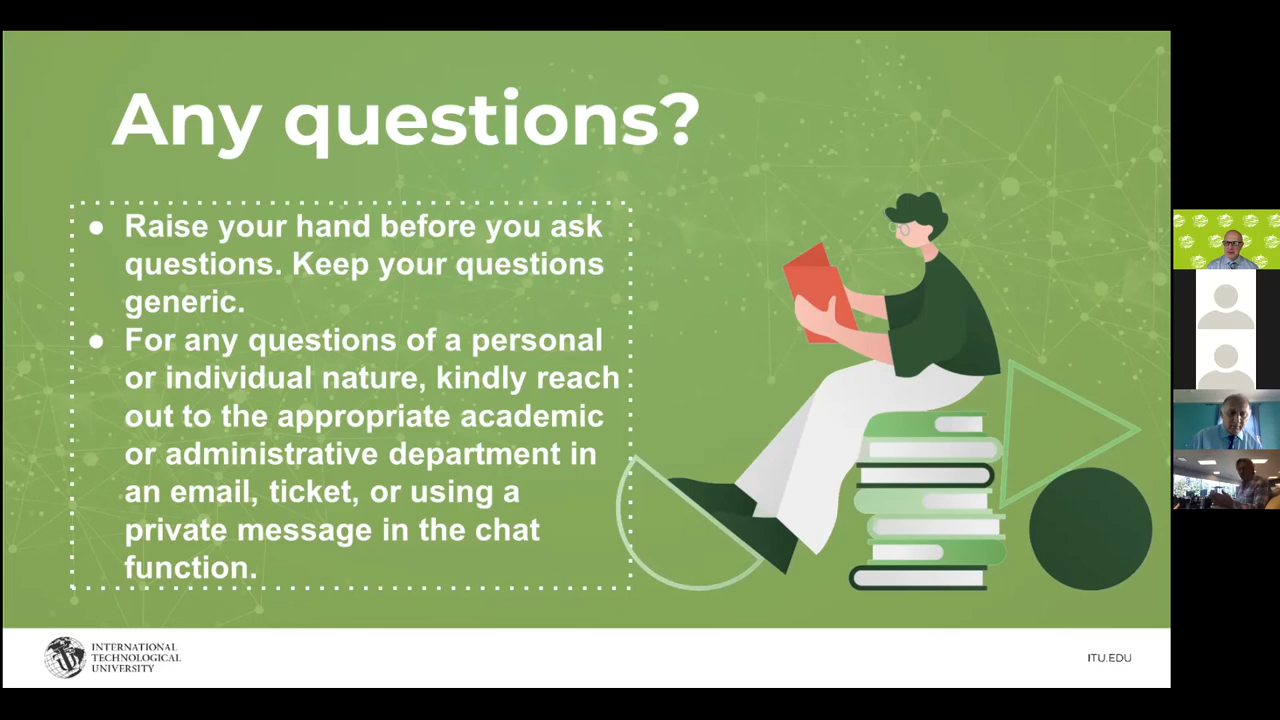 Any questions?
● Raise your hand before you ask
questions. Keep your questions
generic.
● For any questions of a personal
or individual nature, kindly reach
out to the appropriate academic
or administrative department in
an email, ticket, or using a
private message in the chat
function.
INTERNATIONAL
TECHNOLOGICAL
UNIVERSITY
ITU.EDU